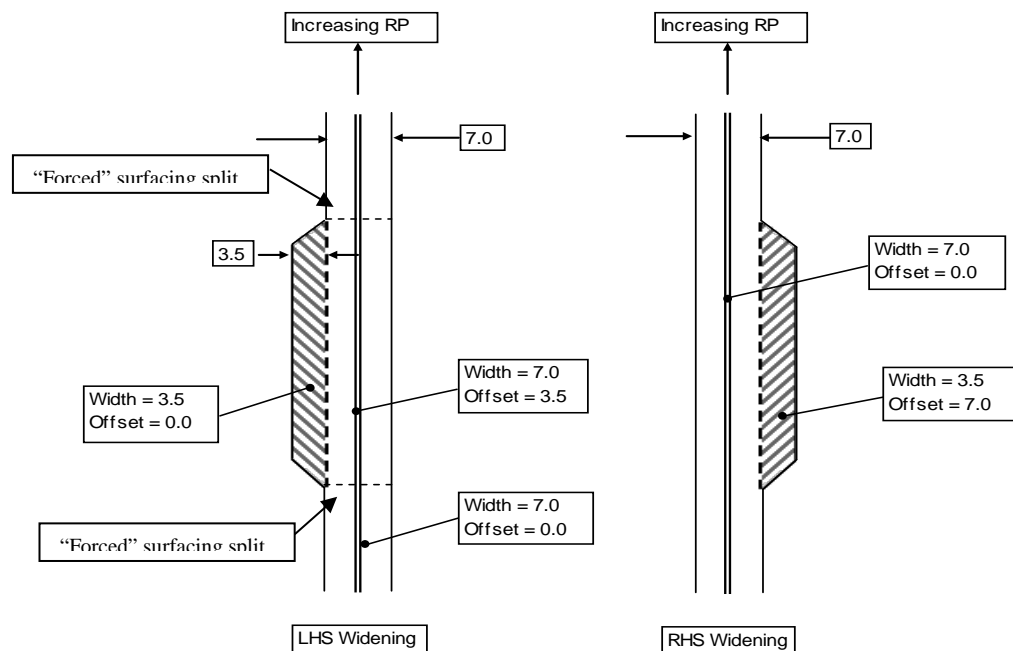 Increasing RP
Increasing RP
7.0
7.0
“Forced” surfacing split
3.5
Width = 7.0
Offset = 0.0
Width = 3.5
Offset = 0.0
Width = 7.0
Offset = 3.5
Width = 3.5
Offset = 7.0
Width = 7.0
Offset = 0.0
“Forced” surfacing split
LHS Widening
RHS Widening